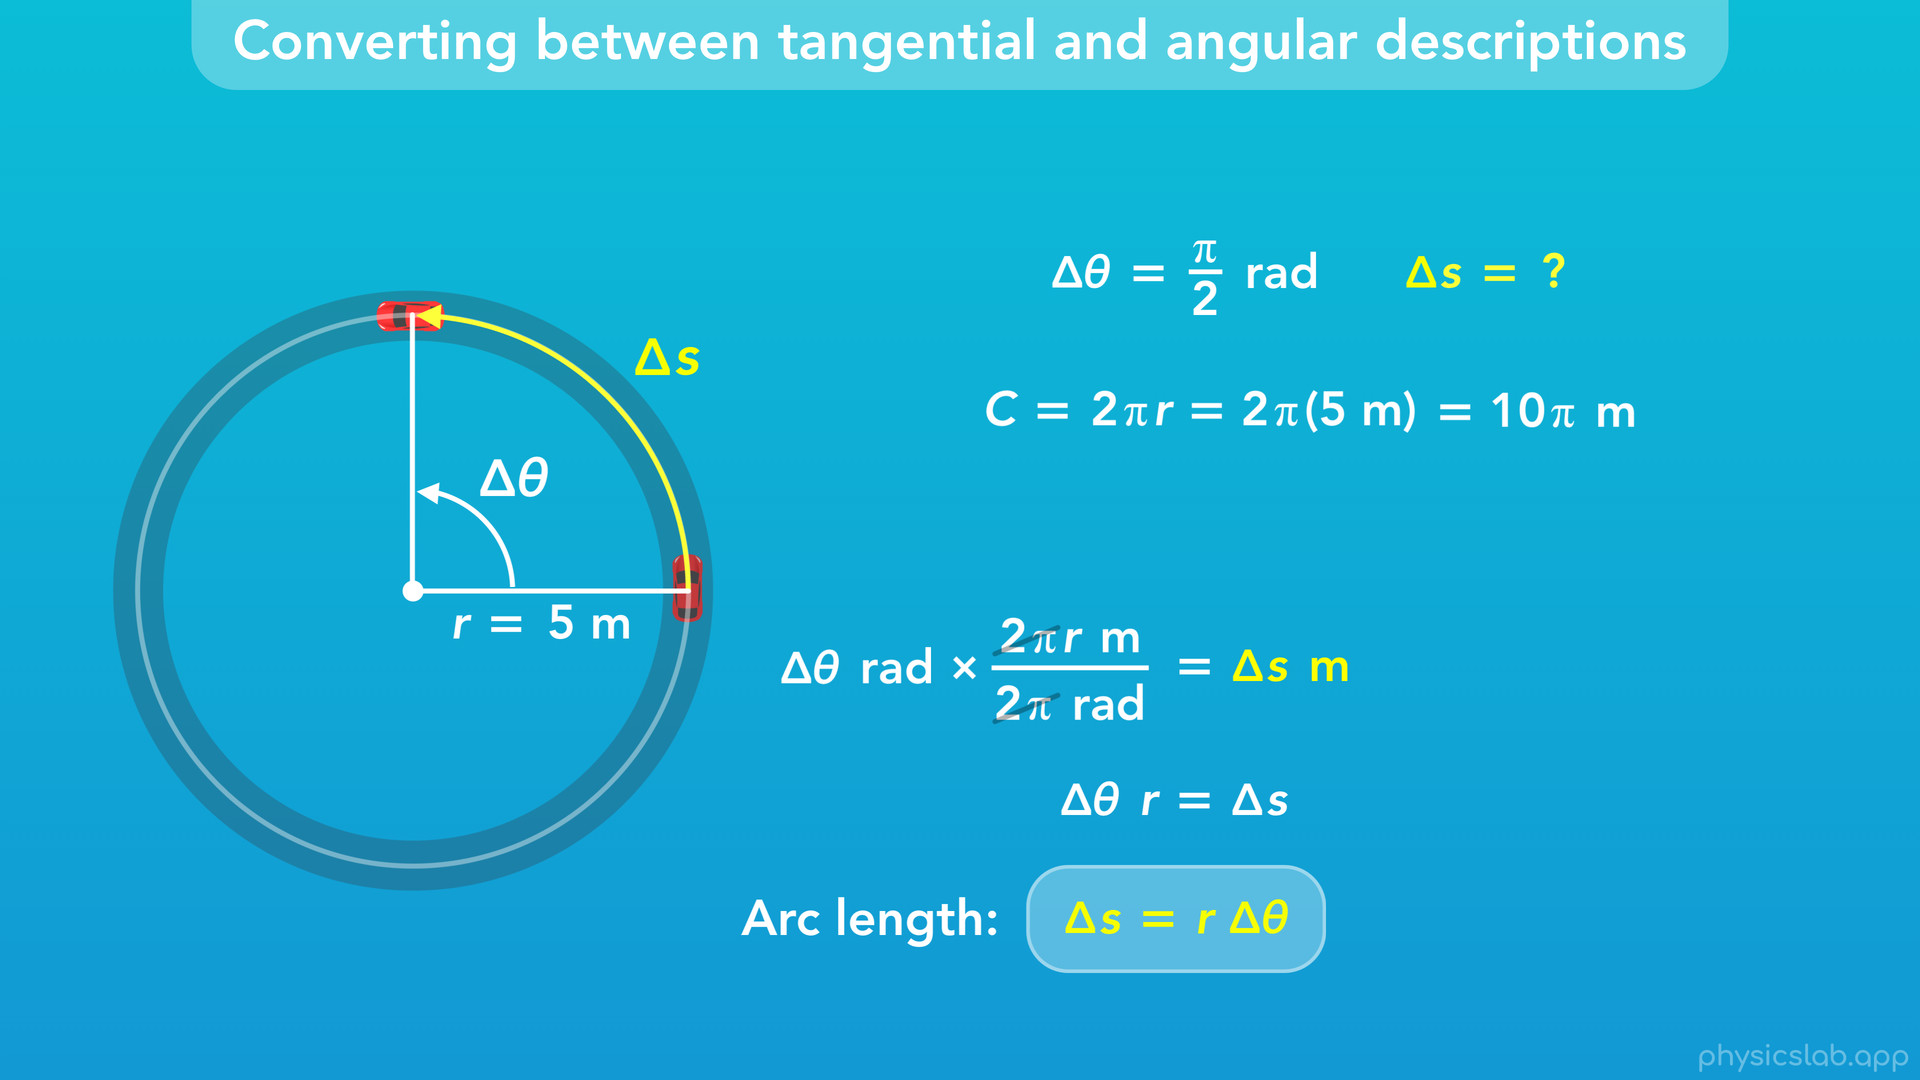 Converting between tangential and angular descriptions
Δθ = π/2 rad Δs = ?
C = 2πr = 2π(5 m) = 10π m
Δs
Δθ
r = 5 m
Δθ rad × 2πr m / 2π rad = Δs m
Δθ r = Δs
Arc length: Δs = r Δθ
physicslab.app